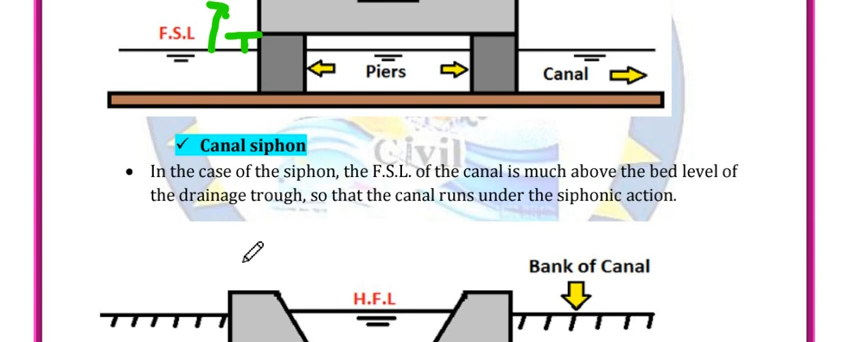 F.S.L
Piers
Canal
✓ Canal siphon
Civil
• In the case of the siphon, the F.S.L. of the canal is much above the bed level of
the drainage trough, so that the canal runs under the siphonic action.
Bank of Canal
H.F.L